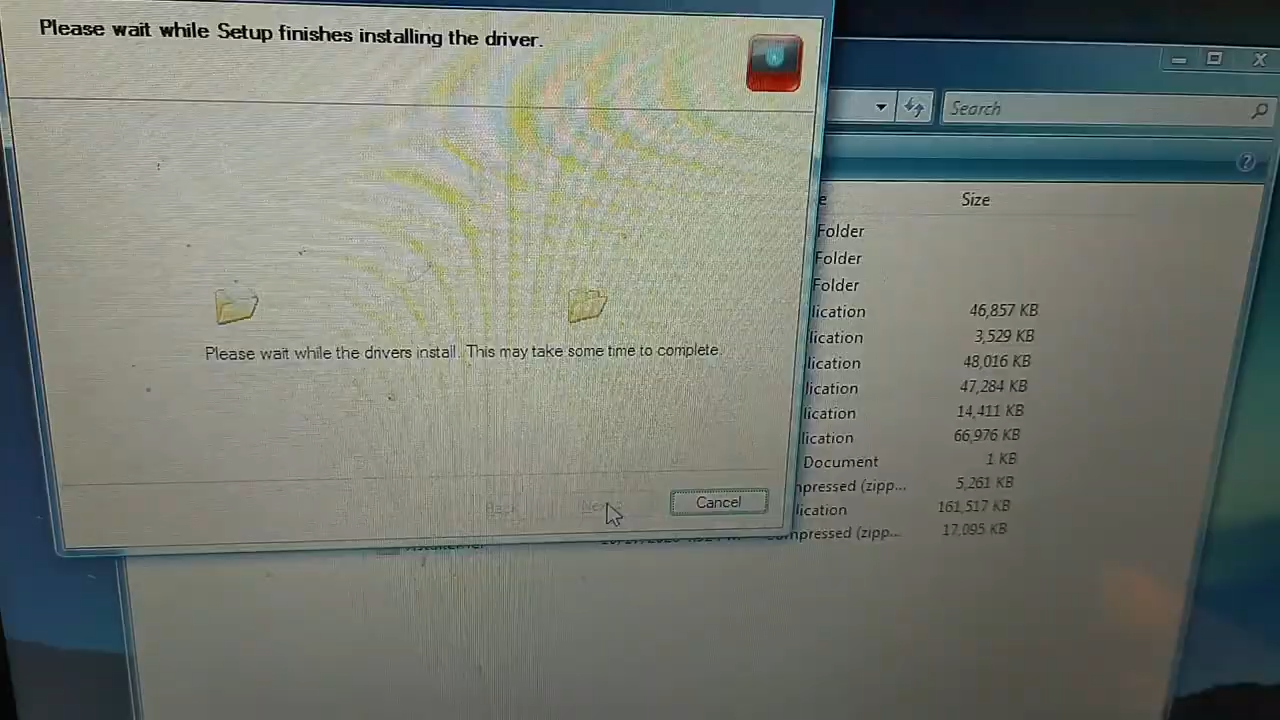 Please wait while Setup finishes installing the driver.
Search
Size
Folder
Folder
Folder
lication 46,857 KB
lication 3,529 KB
lication 48,016 KB
lication 47,284 KB
lication 14,411 KB
lication 66,976 KB
Document 1 KB
npressed (zipp... 5,261 KB
lication 161,517 KB
mpressed (zipp... 17,095 KB
Please wait while the drivers install. This may take some time to complete.
Back
Cancel